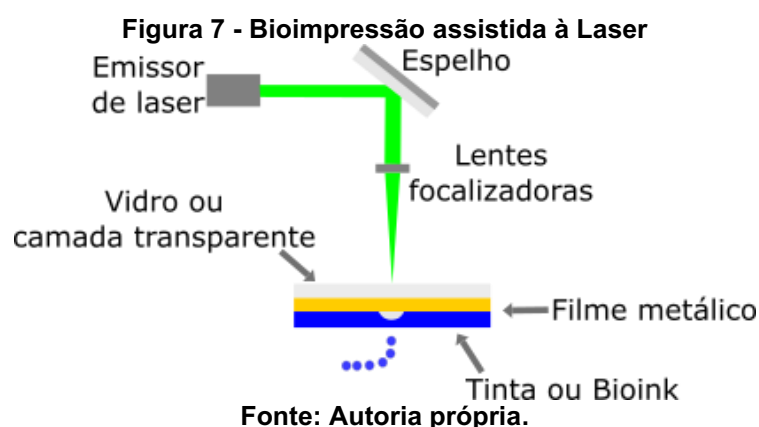 Figura 7 - Bioimpressão assistida à Laser
Emissor
de laser
Espelho
Lentes
focalizadoras
Vidro ou
camada transparente
Filme metálico
Tinta ou Bioink
Fonte: Autoria própria.